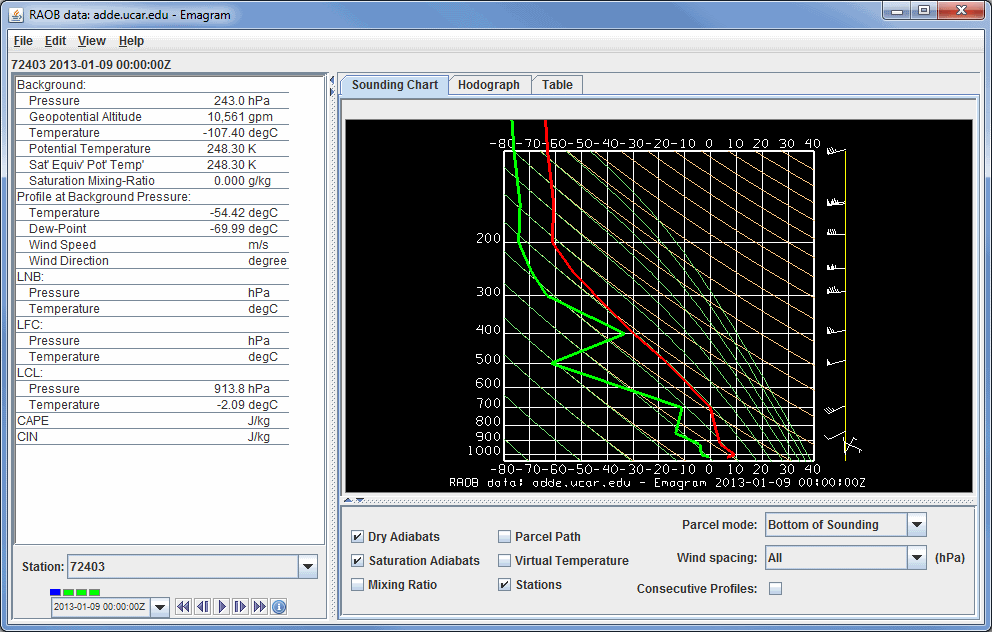 RAOB data: adde.ucar.edu - Emagram
File Edit View Help
72403 2013-01-09 00:00:00Z
Background:
Pressure 243.0 hPa
Geopotential Altitude 10,561 gpm
Temperature -107.40 degC
Potential Temperature 248.30 K
Sat' Equiv' Pot' Temp' 248.30 K
Saturation Mixing-Ratio 0.000 g/kg
Profile at Background Pressure:
Temperature -54.42 degC
Dew-Point -69.99 degC
Wind Speed m/s
Wind Direction degree
LNB:
Pressure hPa
Temperature degC
LFC:
Pressure hPa
Temperature degC
LCL:
Pressure 913.8 hPa
Temperature -2.09 degC
CAPE J/kg
CIN J/kg
Station: 72403
2013-01-09 00:00:00Z
Sounding Chart Hodograph Table
-80 -70 -60 -50 -40 -30 -20 -10 0 10 20 30 40
200
300
400
500
600
700
800
900
1000
-80 -70 -60 -50 -40 -30 -20 -10 0 10 20 30 40
RAOB data: adde.ucar.edu - Emagram 2013-01-09 00:00:00Z
Dry Adiabats Parcel Path Parcel mode: Bottom of Sounding
Saturation Adiabats Virtual Temperature Wind spacing: All (hPa)
Mixing Ratio Stations Consecutive Profiles: